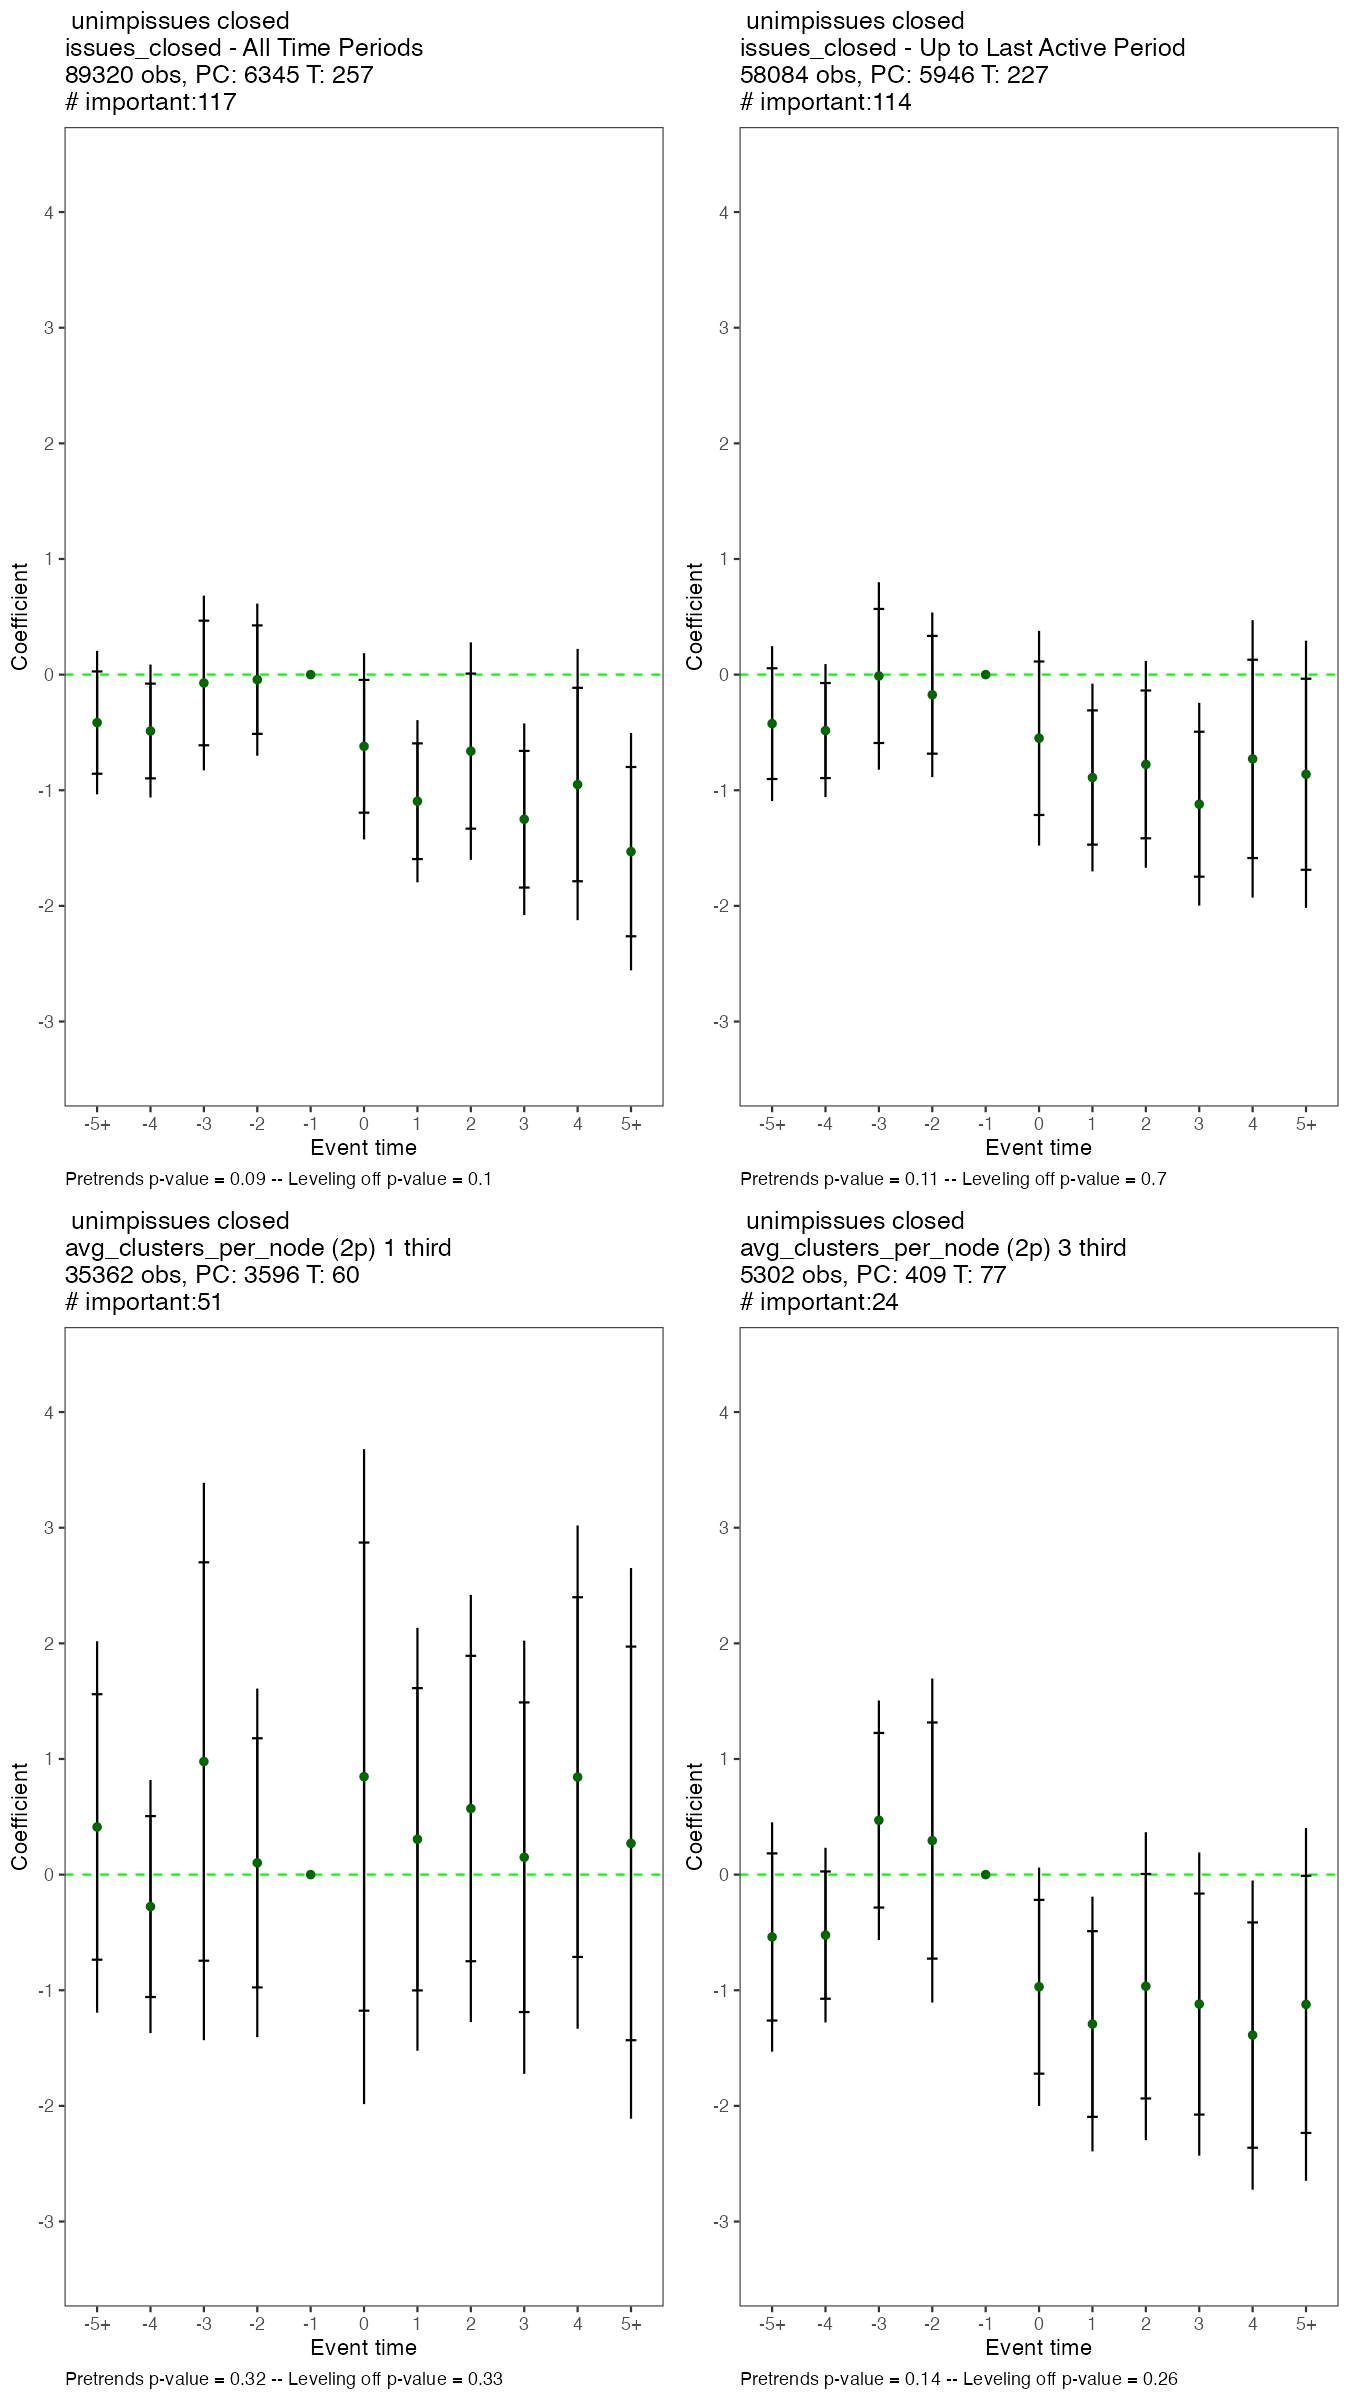 unimpissues closed
issues_closed - All Time Periods
89320 obs, PC: 6345 T: 257
# important:117
4
3
2
1
0
-1
-2
-3
Coefficient
-5+ -4 -3 -2 -1 0 1 2 3 4 5+
Event time
Pretrends p-value = 0.09 -- Leveling off p-value = 0.1
unimpissues closed
issues_closed - Up to Last Active Period
58084 obs, PC: 5946 T: 227
# important:114
4
3
2
1
0
-1
-2
-3
Coefficient
-5+ -4 -3 -2 -1 0 1 2 3 4 5+
Event time
Pretrends p-value = 0.11 -- Leveling off p-value = 0.7
unimpissues closed
avg_clusters_per_node (2p) 1 third
35362 obs, PC: 3596 T: 60
# important:51
4
3
2
1
0
-1
-2
-3
Coefficient
-5+ -4 -3 -2 -1 0 1 2 3 4 5+
Event time
Pretrends p-value = 0.32 -- Leveling off p-value = 0.33
unimpissues closed
avg_clusters_per_node (2p) 3 third
5302 obs, PC: 409 T: 77
# important:24
4
3
2
1
0
-1
-2
-3
Coefficient
-5+ -4 -3 -2 -1 0 1 2 3 4 5+
Event time
Pretrends p-value = 0.14 -- Leveling off p-value = 0.26